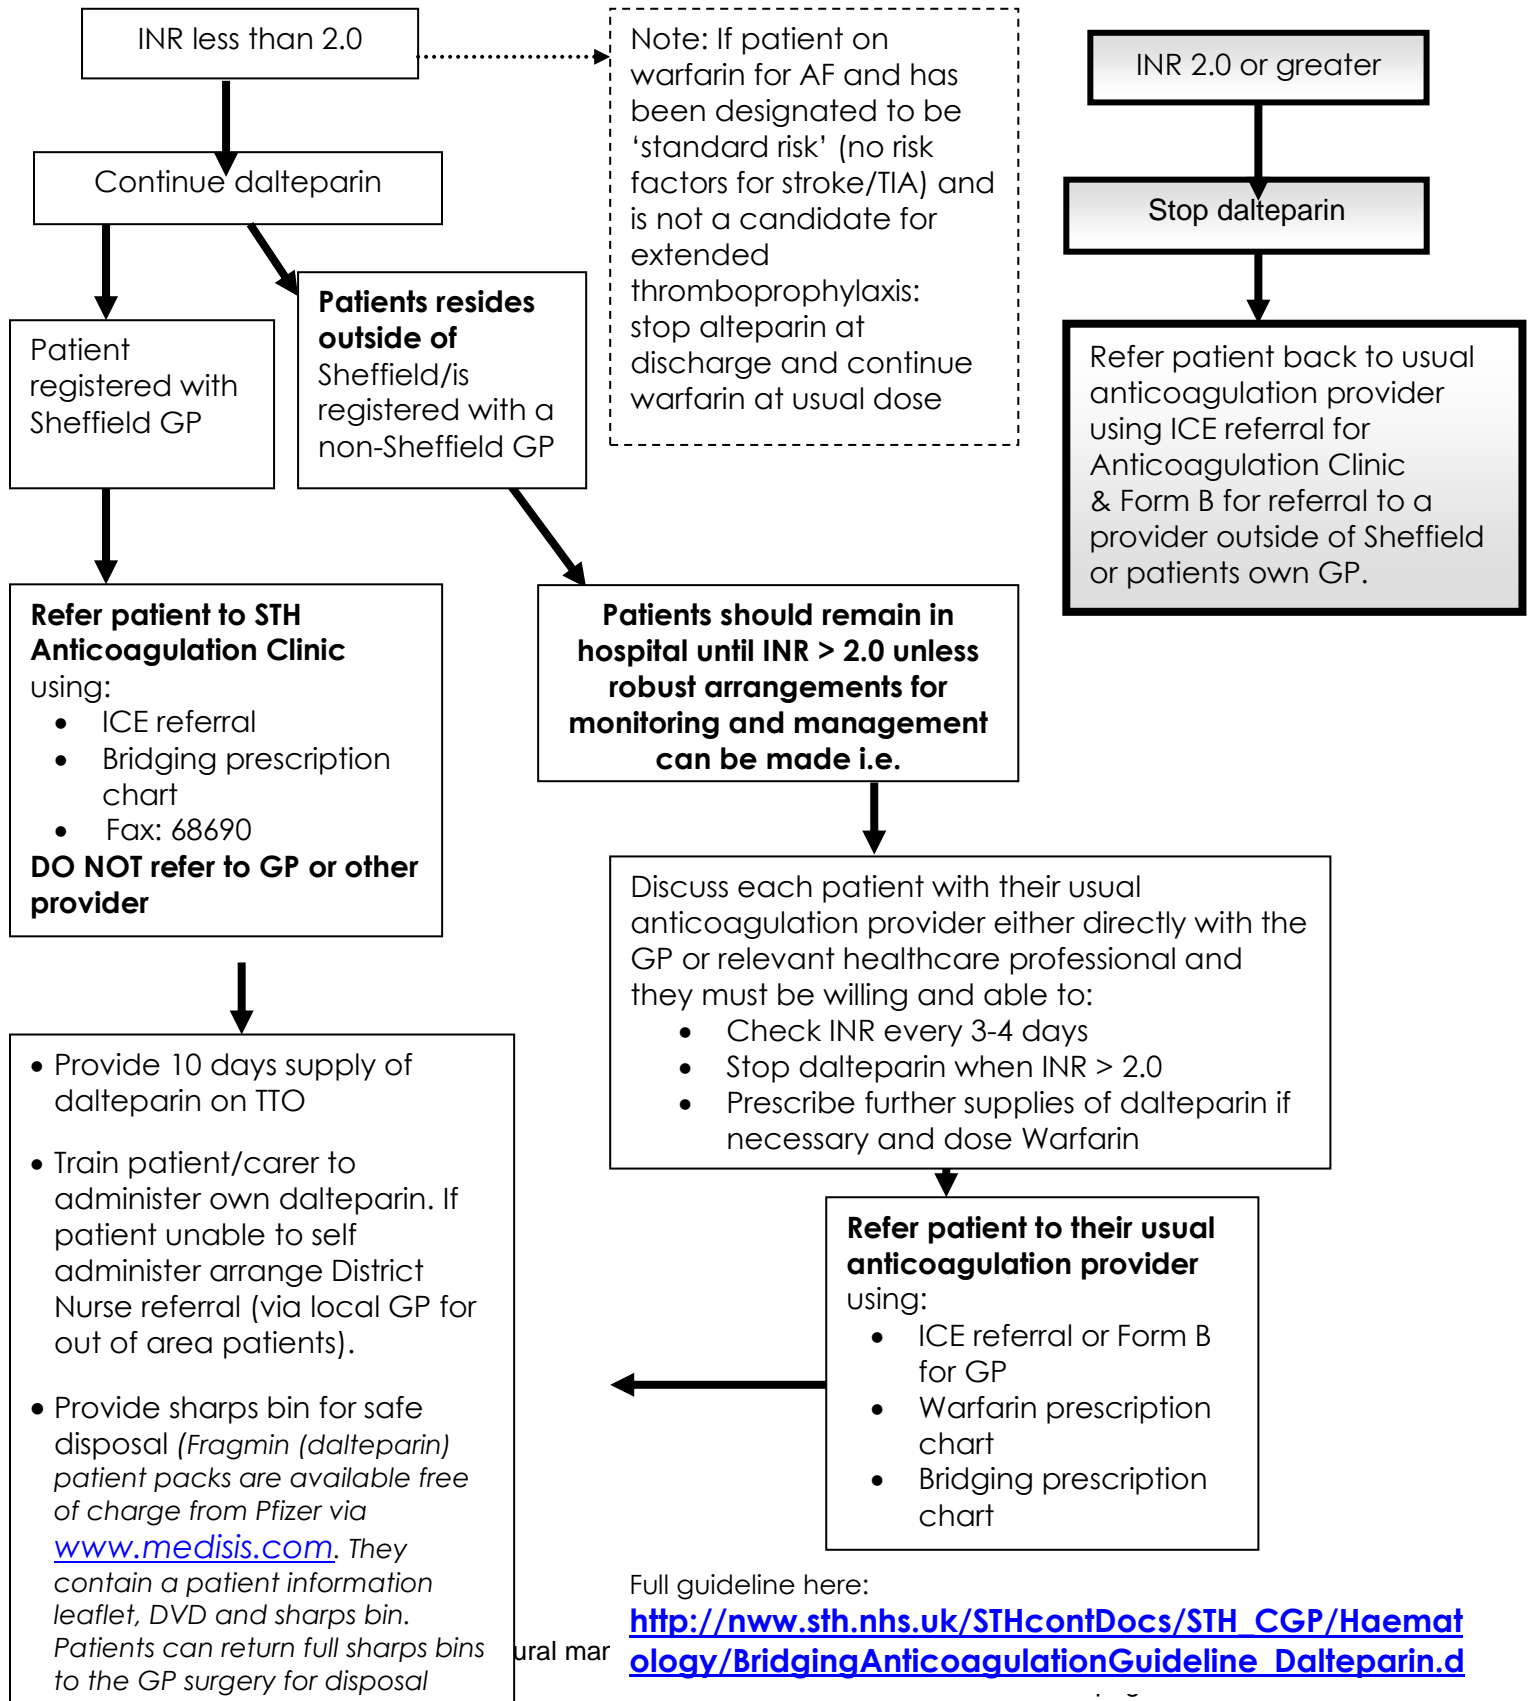 INR less than 2.0
Continue dalteparin
Patient
registered with
Sheffield GP
Patients resides
outside of
Sheffield/is
registered with a
non-Sheffield GP
Note: If patient on
warfarin for AF and has
been designated to be
‘standard risk’ (no risk
factors for stroke/TIA) and
is not a candidate for
extended
thromboprophylaxis:
stop alteparin at
discharge and continue
warfarin at usual dose
INR 2.0 or greater
Stop dalteparin
Refer patient back to usual
anticoagulation provider
using ICE referral for
Anticoagulation Clinic
& Form B for referral to a
provider outside of Sheffield
or patients own GP.
Refer patient to STH
Anticoagulation Clinic
using:
• ICE referral
• Bridging prescription
chart
• Fax: 68690
DO NOT refer to GP or other
provider
Patients should remain in
hospital until INR > 2.0 unless
robust arrangements for
monitoring and management
can be made i.e.
Discuss each patient with their usual
anticoagulation provider either directly with the
GP or relevant healthcare professional and
they must be willing and able to:
• Check INR every 3-4 days
• Stop dalteparin when INR > 2.0
• Prescribe further supplies of dalteparin if
necessary and dose Warfarin
Refer patient to their usual
anticoagulation provider
using:
• ICE referral or Form B
for GP
• Warfarin prescription
chart
• Bridging prescription
chart
• Provide 10 days supply of
dalteparin on TTO
• Train patient/carer to
administer own dalteparin. If
patient unable to self
administer arrange District
Nurse referral (via local GP for
out of area patients).
• Provide sharps bin for safe
disposal (Fragmin (dalteparin)
patient packs are available free
of charge from Pfizer via
www.medisis.com. They
contain a patient information
leaflet, DVD and sharps bin.
Patients can return full sharps bins
to the GP surgery for disposal
ural mar
Full guideline here:
http://nww.sth.nhs.uk/STHcontDocs/STH_CGP/Haemat
ology/BridgingAnticoagulationGuideline_Dalteparin.d